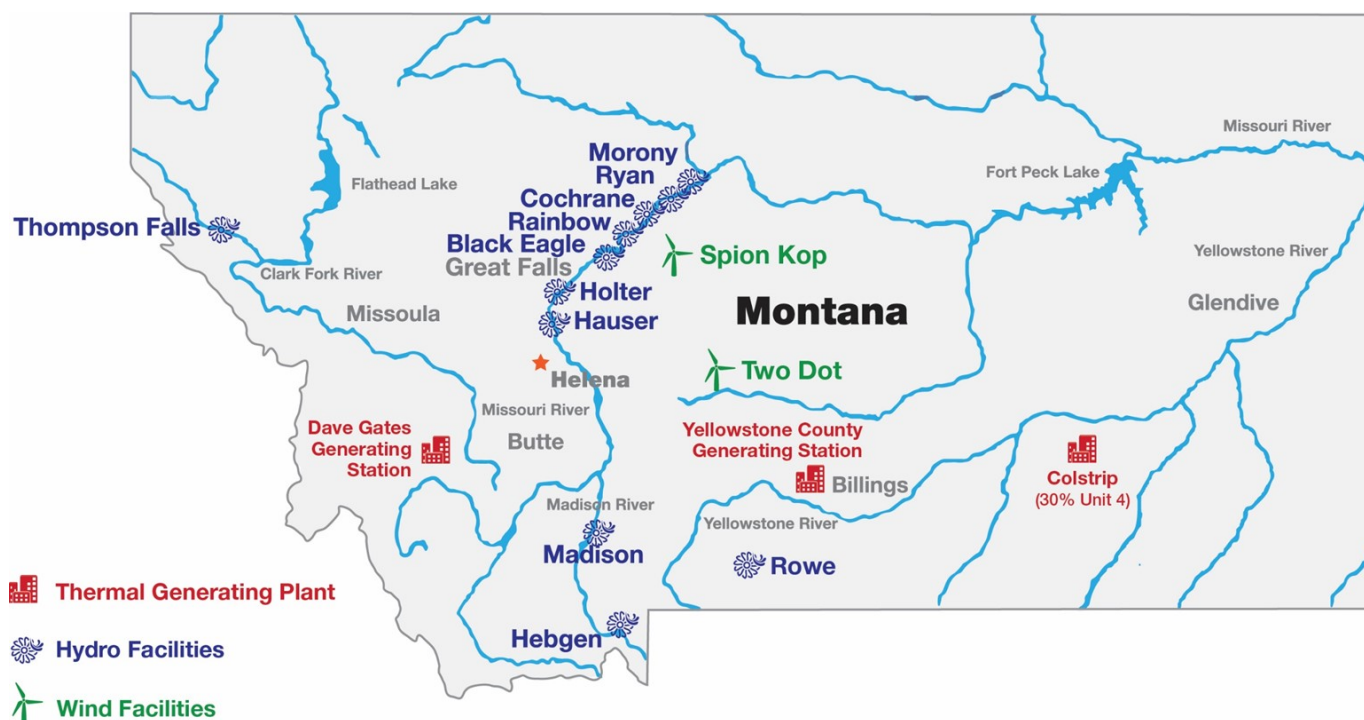 Missouri River
Morony
Ryan
Fort Peck Lake
Flathead Lake
Cochrane
Rainbow
Thompson Falls
Black Eagle
Great Falls
Spion Kop
Yellowstone River
Clark Fork River
Holter
Glendive
Missoula
Hauser
Montana
Helena
Two Dot
Missouri River
Dave Gates
Generating
Station
Butte
Yellowstone County
Generating Station
Billings
Colstrip
(30% Unit 4)
Madison River
Yellowstone River
Madison
Rowe
Hebgen
Thermal Generating Plant
Hydro Facilities
Wind Facilities